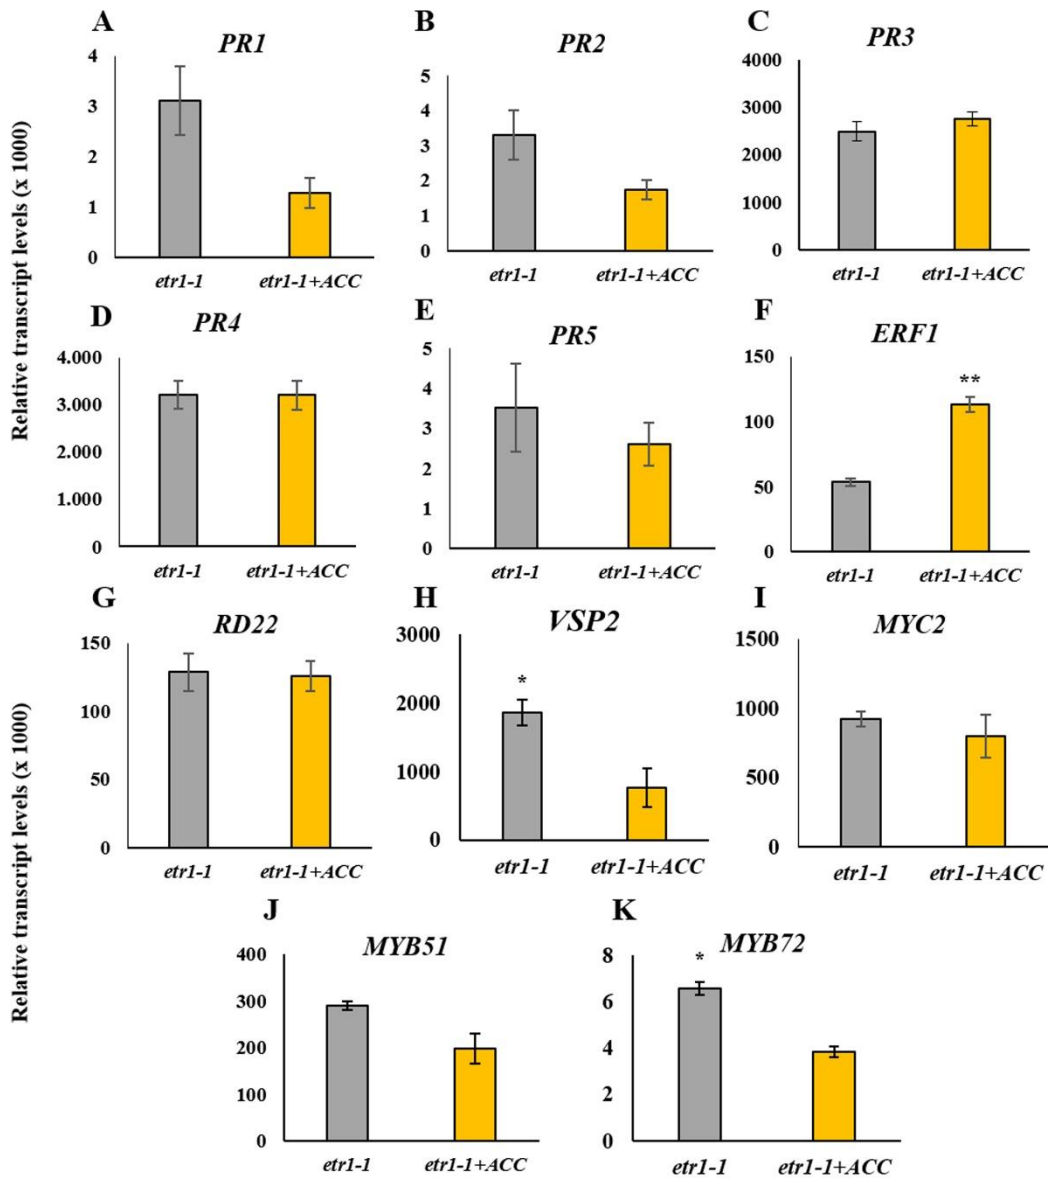 A
PR1
4
3
2
1
0
etr1-1 etr1-1+ACC
B
PR2
5
4
3
2
1
0
etr1-1 etr1-1+ACC
C
PR3
4000
3000
2000
1000
0
etr1-1 etr1-1+ACC
Relative transcript levels (x 1000)
D
PR4
4.000
3.000
2.000
1.000
0
etr1-1 etr1-1+ACC
E
PR5
5
4
3
2
1
0
etr1-1 etr1-1+ACC
F
ERF1
150
100
50
0
**
etr1-1 etr1-1+ACC
G
RD22
150
100
50
0
etr1-1 etr1-1+ACC
H
VSP2
3000
2000
1000
0
*
etr1-1 etr1-1+ACC
I
MYC2
1500
1000
500
0
etr1-1 etr1-1+ACC
Relative transcript levels (x 1000)
J
MYB51
400
300
200
100
0
etr1-1 etr1-1+ACC
K
MYB72
8
6
4
2
0
*
etr1-1 etr1-1+ACC